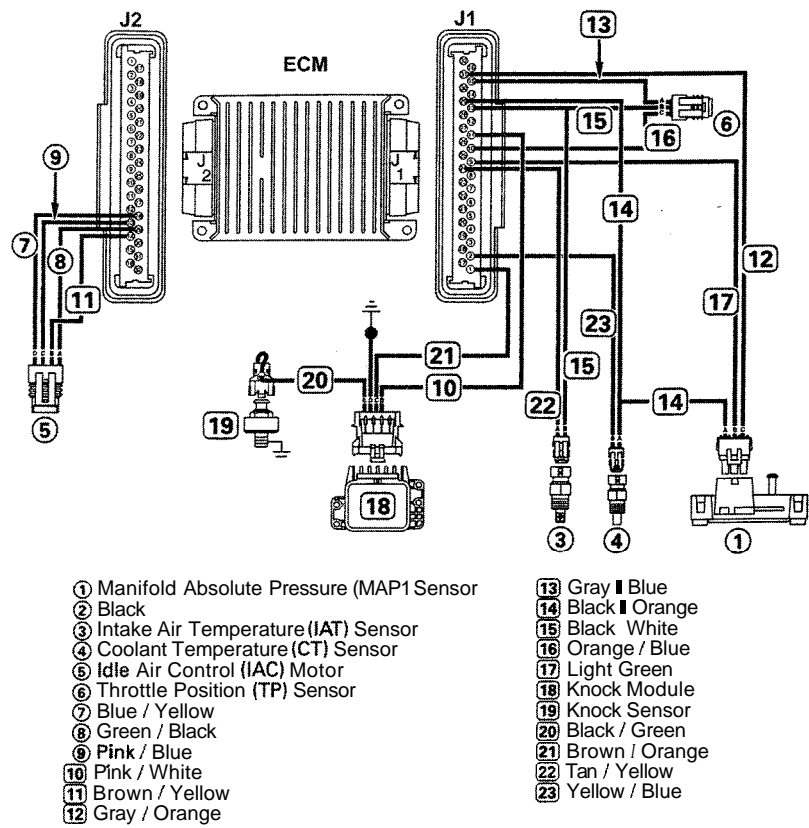 J2
J1
ECM
13
9
15
16
6
J
2
J
1
14
7
8
12
11
17
23
21
15
20
10
22
14
5
19
18
3
4
1
① Manifold Absolute Pressure (MAP1 Sensor
② Black
③ Intake Air Temperature (IAT) Sensor
④ Coolant Temperature (CT) Sensor
⑤ Idle Air Control (IAC) Motor
⑥ Throttle Position (TP) Sensor
⑦ Blue / Yellow
⑧ Green / Black
⑨ Pink / Blue
10 Pink / White
11 Brown / Yellow
12 Gray / Orange
13 Gray ▮ Blue
14 Black ▮ Orange
15 Black White
16 Orange / Blue
17 Light Green
18 Knock Module
19 Knock Sensor
20 Black / Green
21 Brown / Orange
22 Tan / Yellow
23 Yellow / Blue